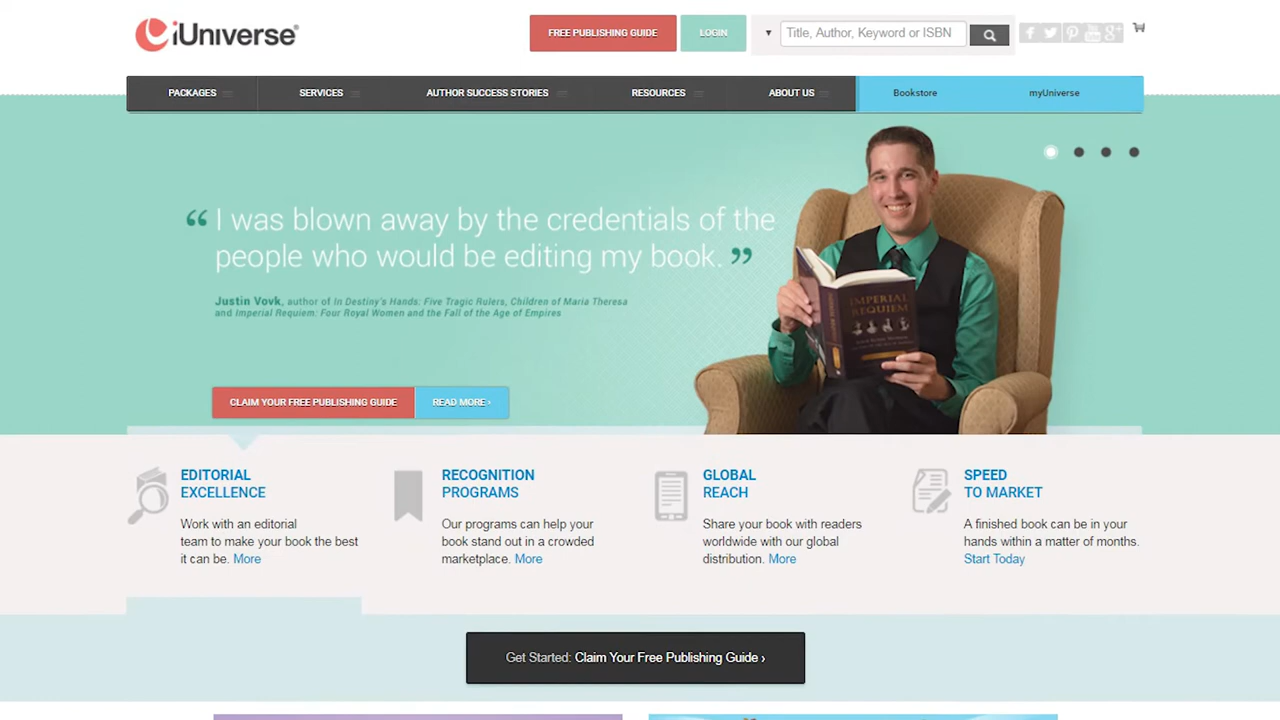 iUniverse®
FREE PUBLISHING GUIDE
LOGIN
Title, Author, Keyword or ISBN
PACKAGES
SERVICES
AUTHOR SUCCESS STORIES
RESOURCES
ABOUT US
Bookstore
myUniverse
“ I was blown away by the credentials of the
people who would be editing my book. ”
Justin Vovk, author of In Destiny's Hands: Five Tragic Rulers, Children of Maria Theresa
and Imperial Requiem: Four Royal Women and the Fall of the Age of Empires
IMPERIAL
REQUIEM
CLAIM YOUR FREE PUBLISHING GUIDE
READ MORE ›
EDITORIAL
EXCELLENCE
Work with an editorial
team to make your book the best
it can be. More
RECOGNITION
PROGRAMS
Our programs can help your
book stand out in a crowded
marketplace. More
GLOBAL
REACH
Share your book with readers
worldwide with our global
distribution. More
SPEED
TO MARKET
A finished book can be in your
hands within a matter of months.
Start Today
Get Started: Claim Your Free Publishing Guide ›